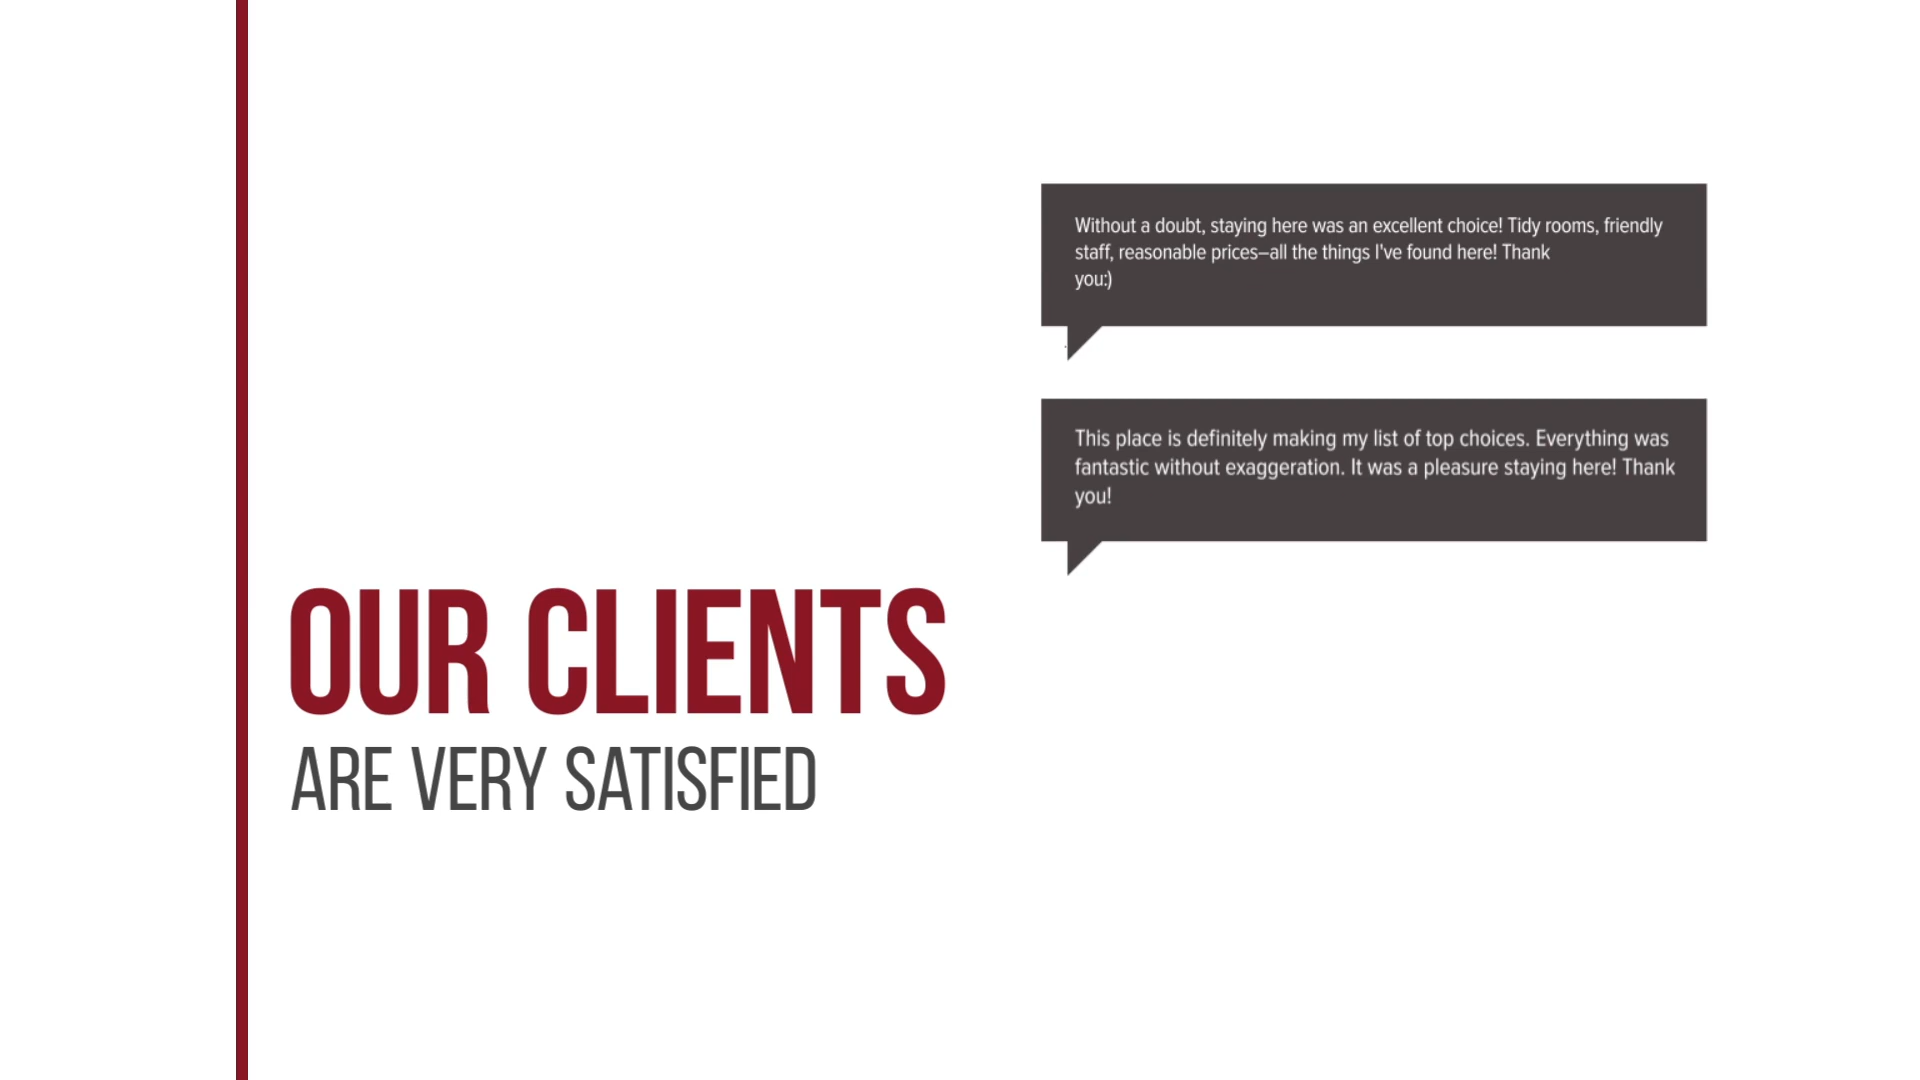 Without a doubt, staying here was an excellent choice! Tidy rooms, friendly
staff, reasonable prices–all the things I've found here! Thank
you:)
This place is definitely making my list of top choices. Everything was
fantastic without exaggeration. It was a pleasure staying here! Thank
you!
OUR CLIENTS
ARE VERY SATISFIED